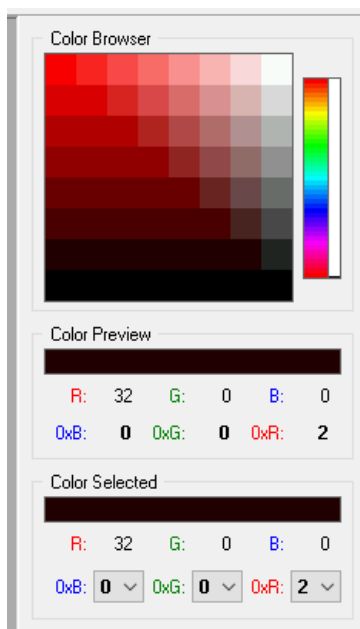 Color Browser
Color Preview
R: 32 G: 0 B: 0
0xB: 0 0xG: 0 0xR: 2
Color Selected
R: 32 G: 0 B: 0
0xB: 0 0xG: 0 0xR: 2